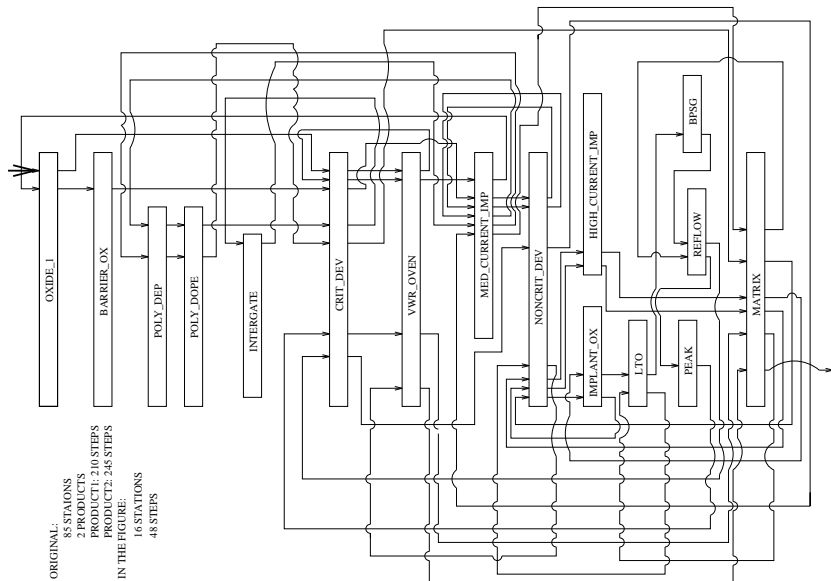 ORIGINAL:
85 STAIONS
2 PRODUCTS
PRODUCT1: 210 STEPS
PRODUCT2: 245 STEPS
IN THE FIGURE:
16 STATIONS
48 STEPS
OXIDE_1
BARRIER_OX
POLY_DEP
POLY_DOPE
INTERGATE
CRIT_DEV
VWR_OVEN
MED_CURRENT_IMP
NONCRIT_DEV
HIGH_CURRENT_IMP
IMPLANT_OX
LTO
BPSG
REFLOW
PEAK
MATRIX